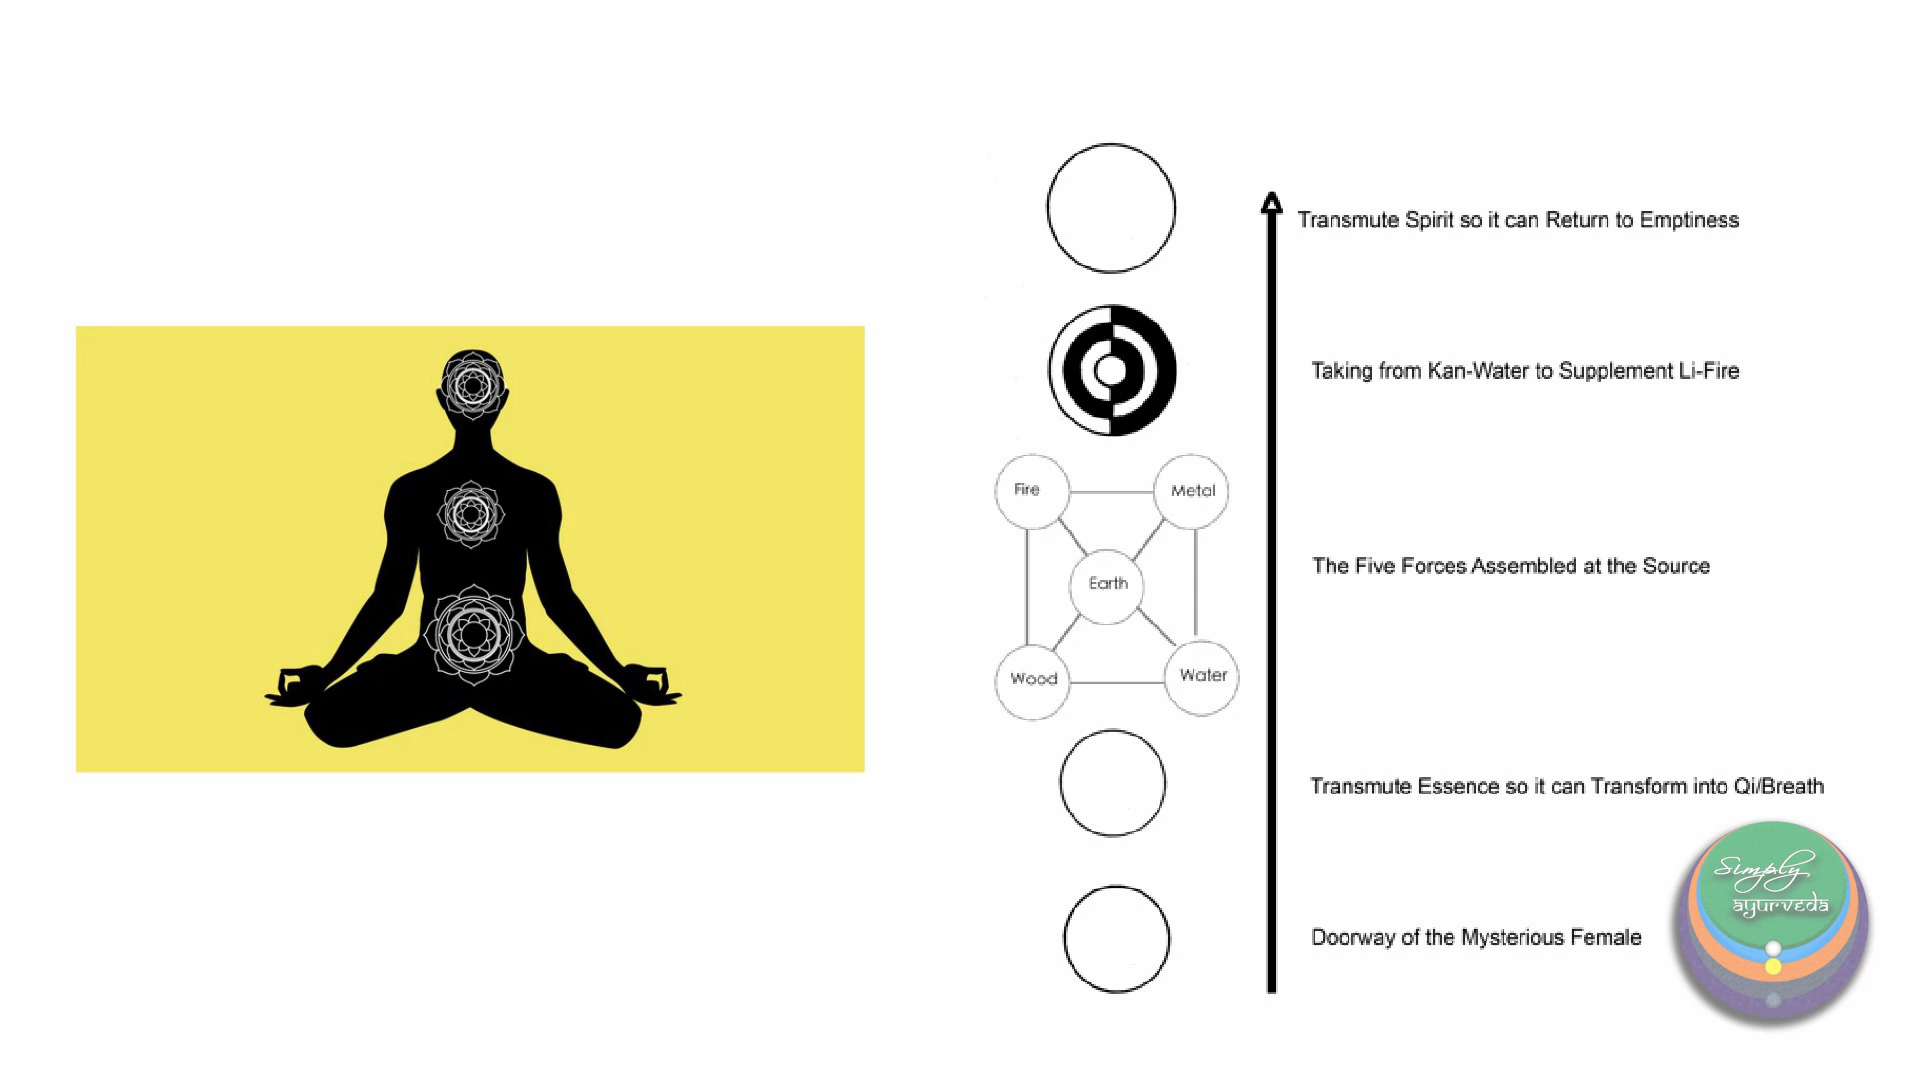 Transmute Spirit so it can Return to Emptiness
Taking from Kan-Water to Supplement Li-Fire
Fire
Metal
The Five Forces Assembled at the Source
Earth
Wood
Water
Transmute Essence so it can Transform into Qi/Breath
Simply
ayurveda
Doorway of the Mysterious Female